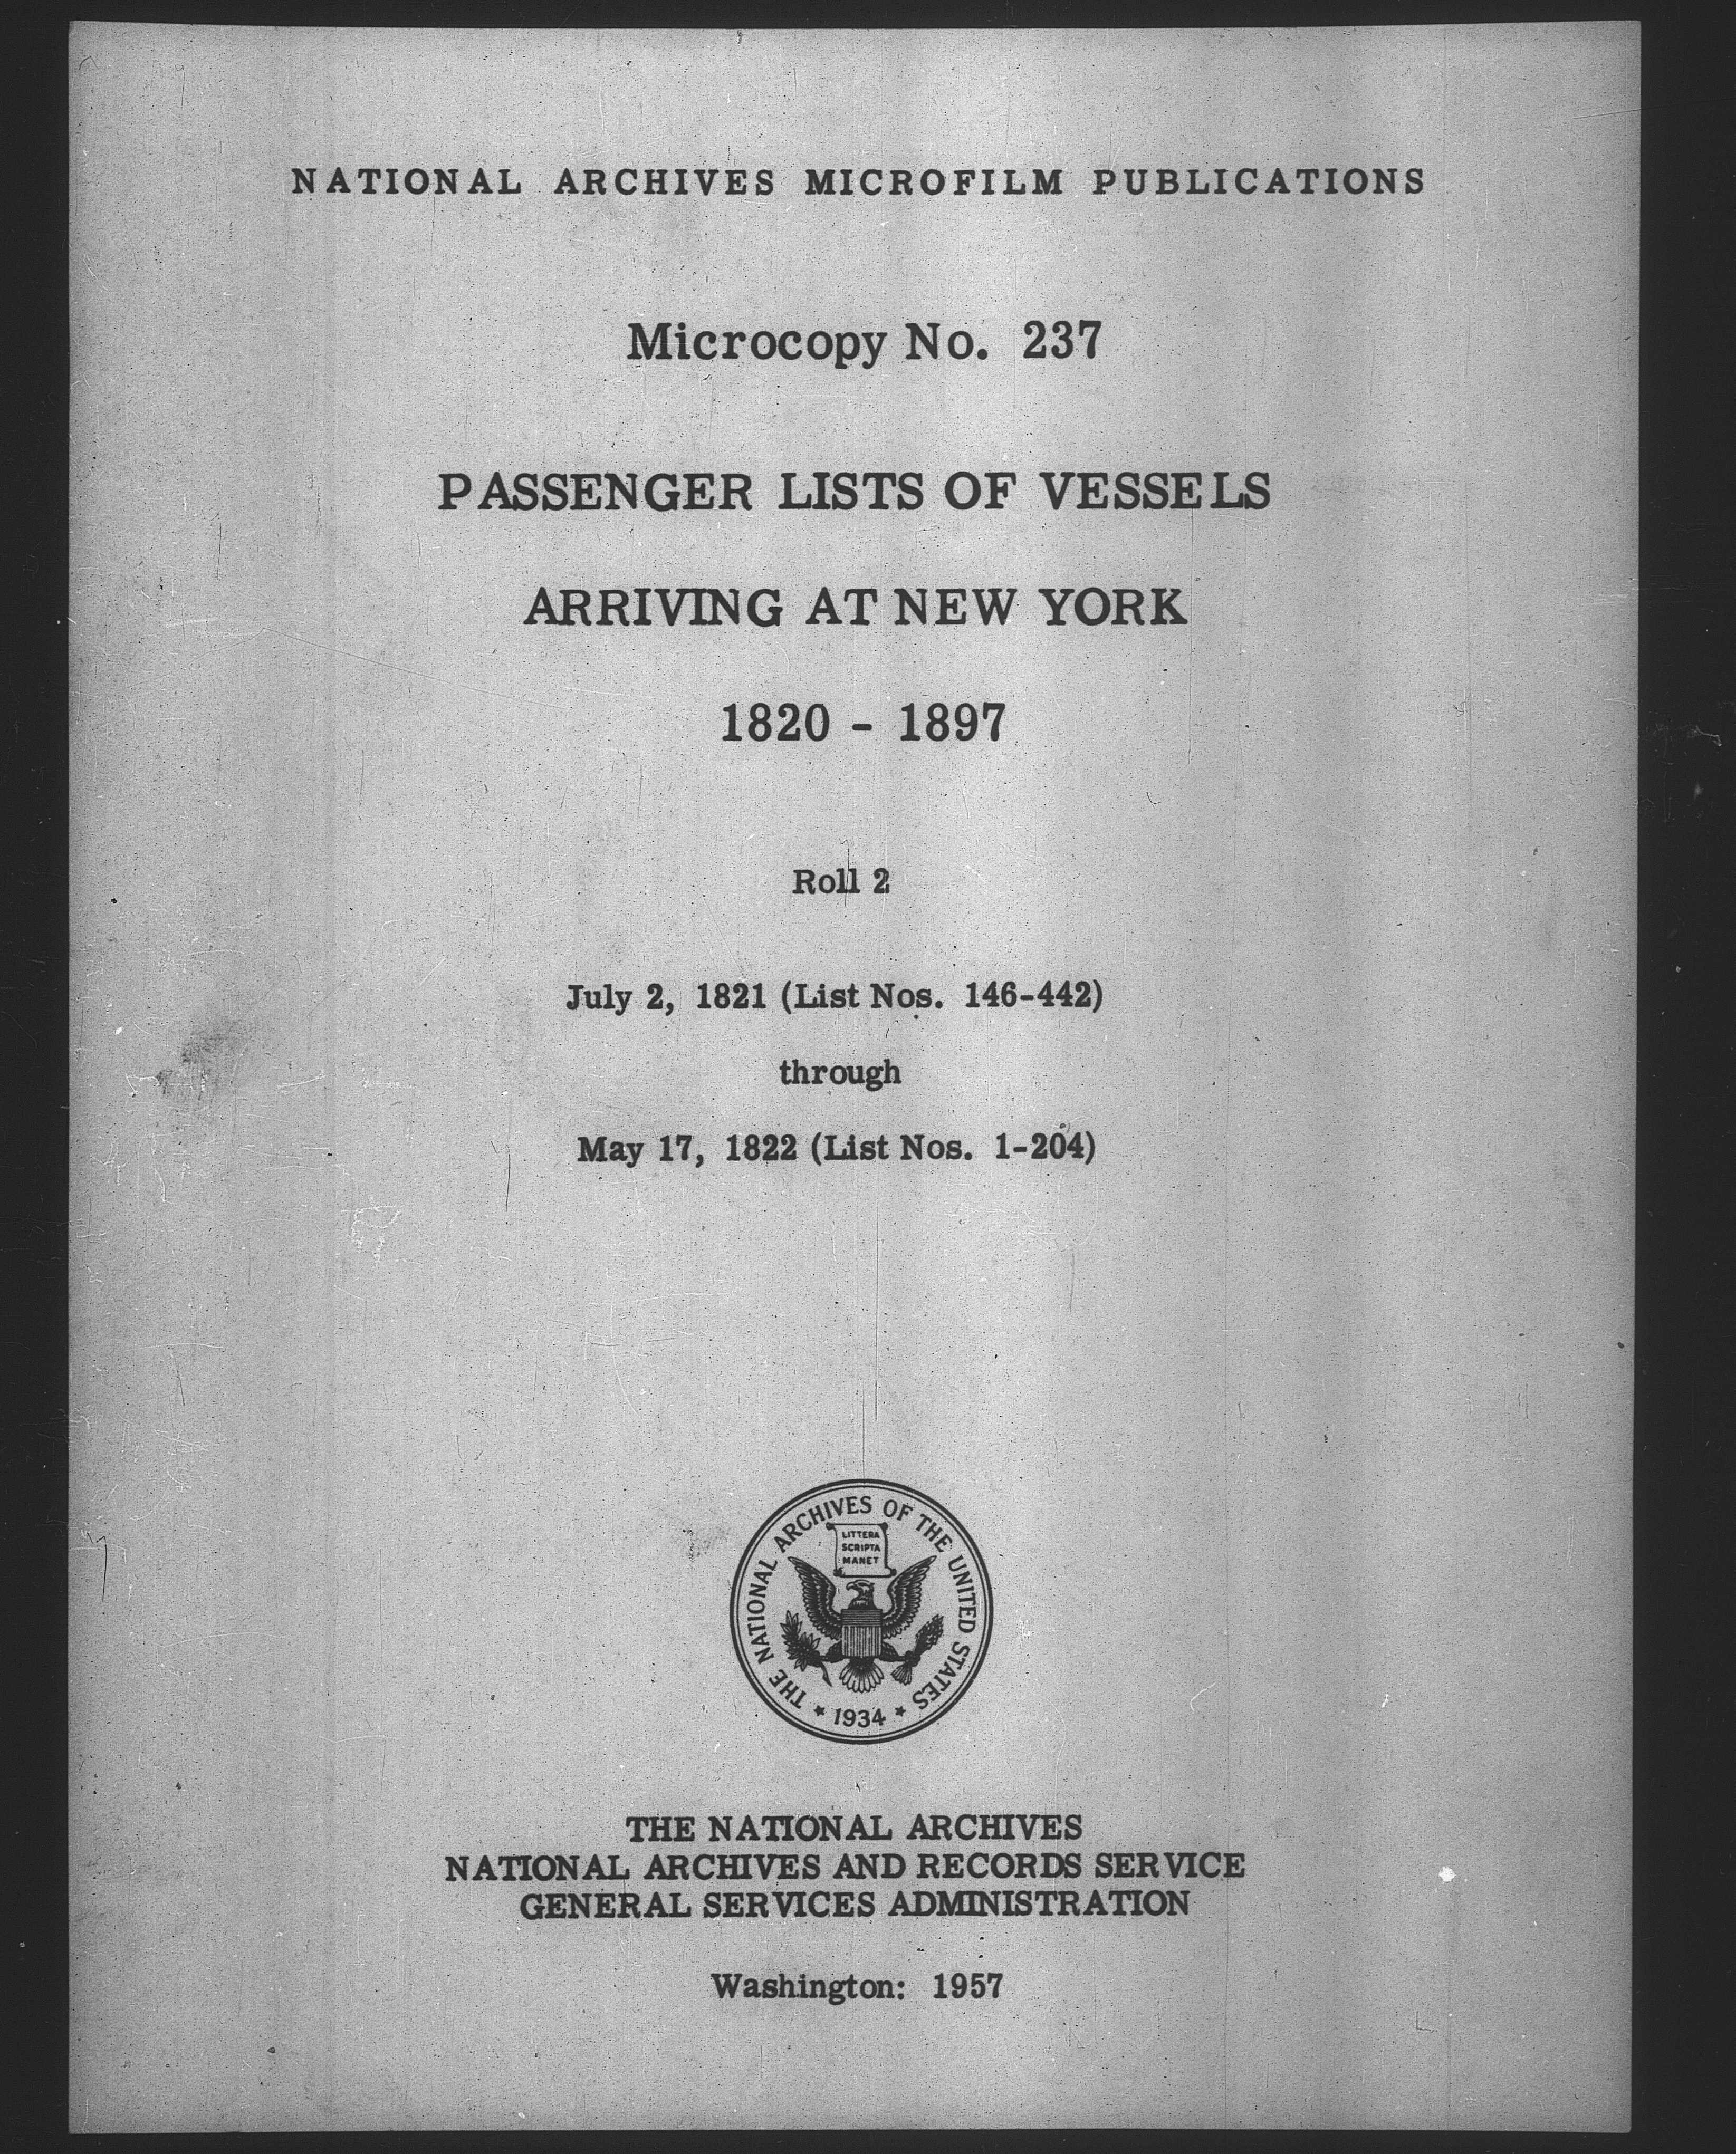 NATIONAL ARCHIVES MICROFILM PUBLICATIONS
Microcopy No. 237
PASSENGER LISTS OF VESSELS
ARRIVING AT NEW YORK
1820 - 1897
Roll 2
July 2, 1821 (List Nos. 146-442)
through
May 17, 1822 (List Nos. 1-204)
THE NATIONAL ARCHIVES OF THE UNITED STATES
LITTERA
SCRIPTA
MANET
★ 1934 ★
THE NATIONAL ARCHIVES
NATIONAL ARCHIVES AND RECORDS SERVICE
GENERAL SERVICES ADMINISTRATION
Washington: 1957